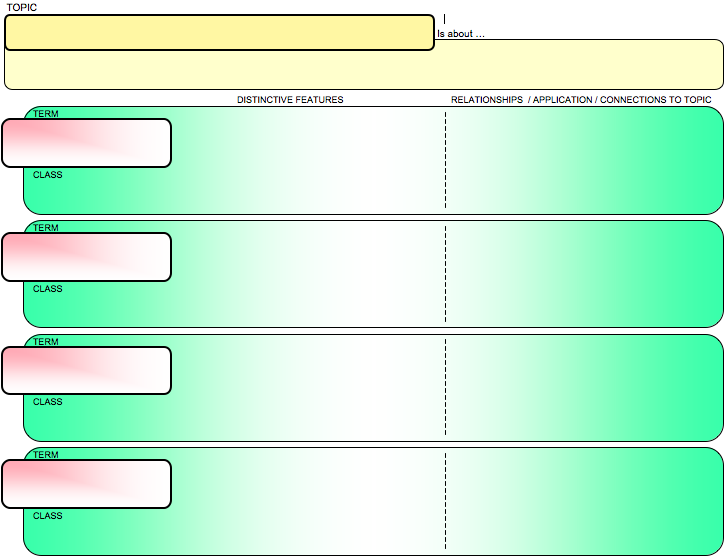 TOPIC
Is about ...
DISTINCTIVE FEATURES
RELATIONSHIPS / APPLICATION / CONNECTIONS TO TOPIC
TERM
CLASS
TERM
CLASS
TERM
CLASS
TERM
CLASS